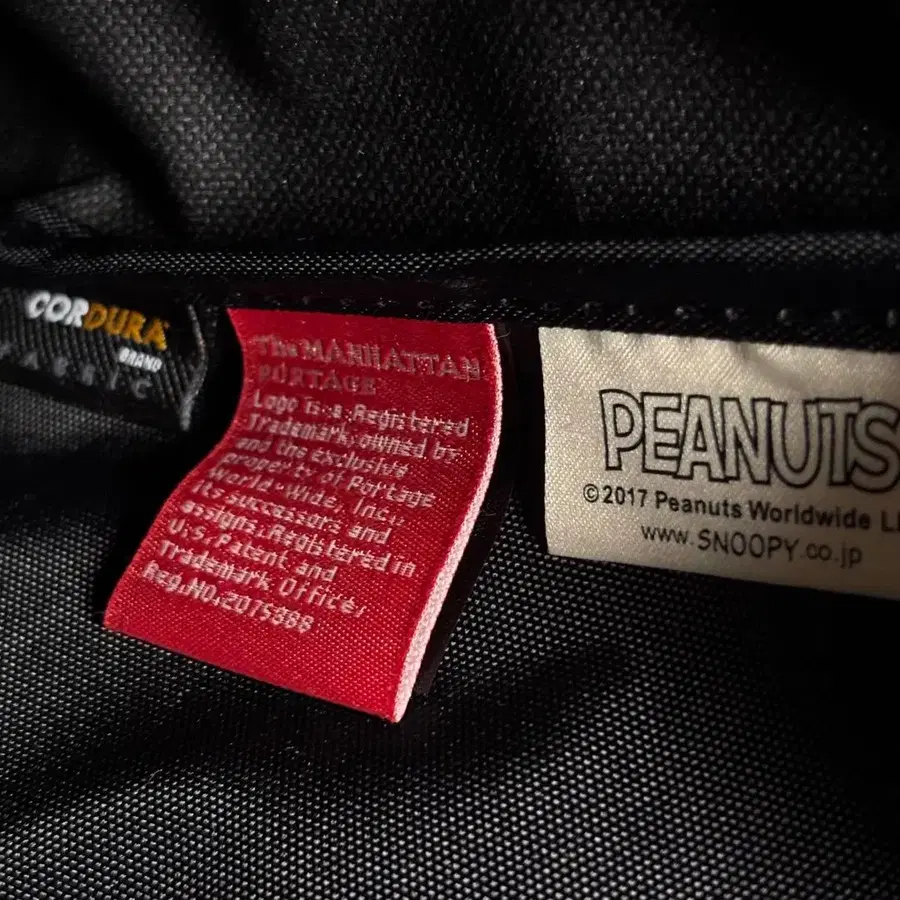 CORDURA
BRAND
FABRIC
The MANHATTAN
PORTAGE
Logo is a Registered
Trademark owned by
and the exclusive
property of Portage
World-Wide, Inc.,
its successors and
assigns. Registered in
U.S. Patent and
Trademark Office,
Reg.NO.2075388
PEANUTS
©2017 Peanuts Worldwide
www.SNOOPY.co.jp